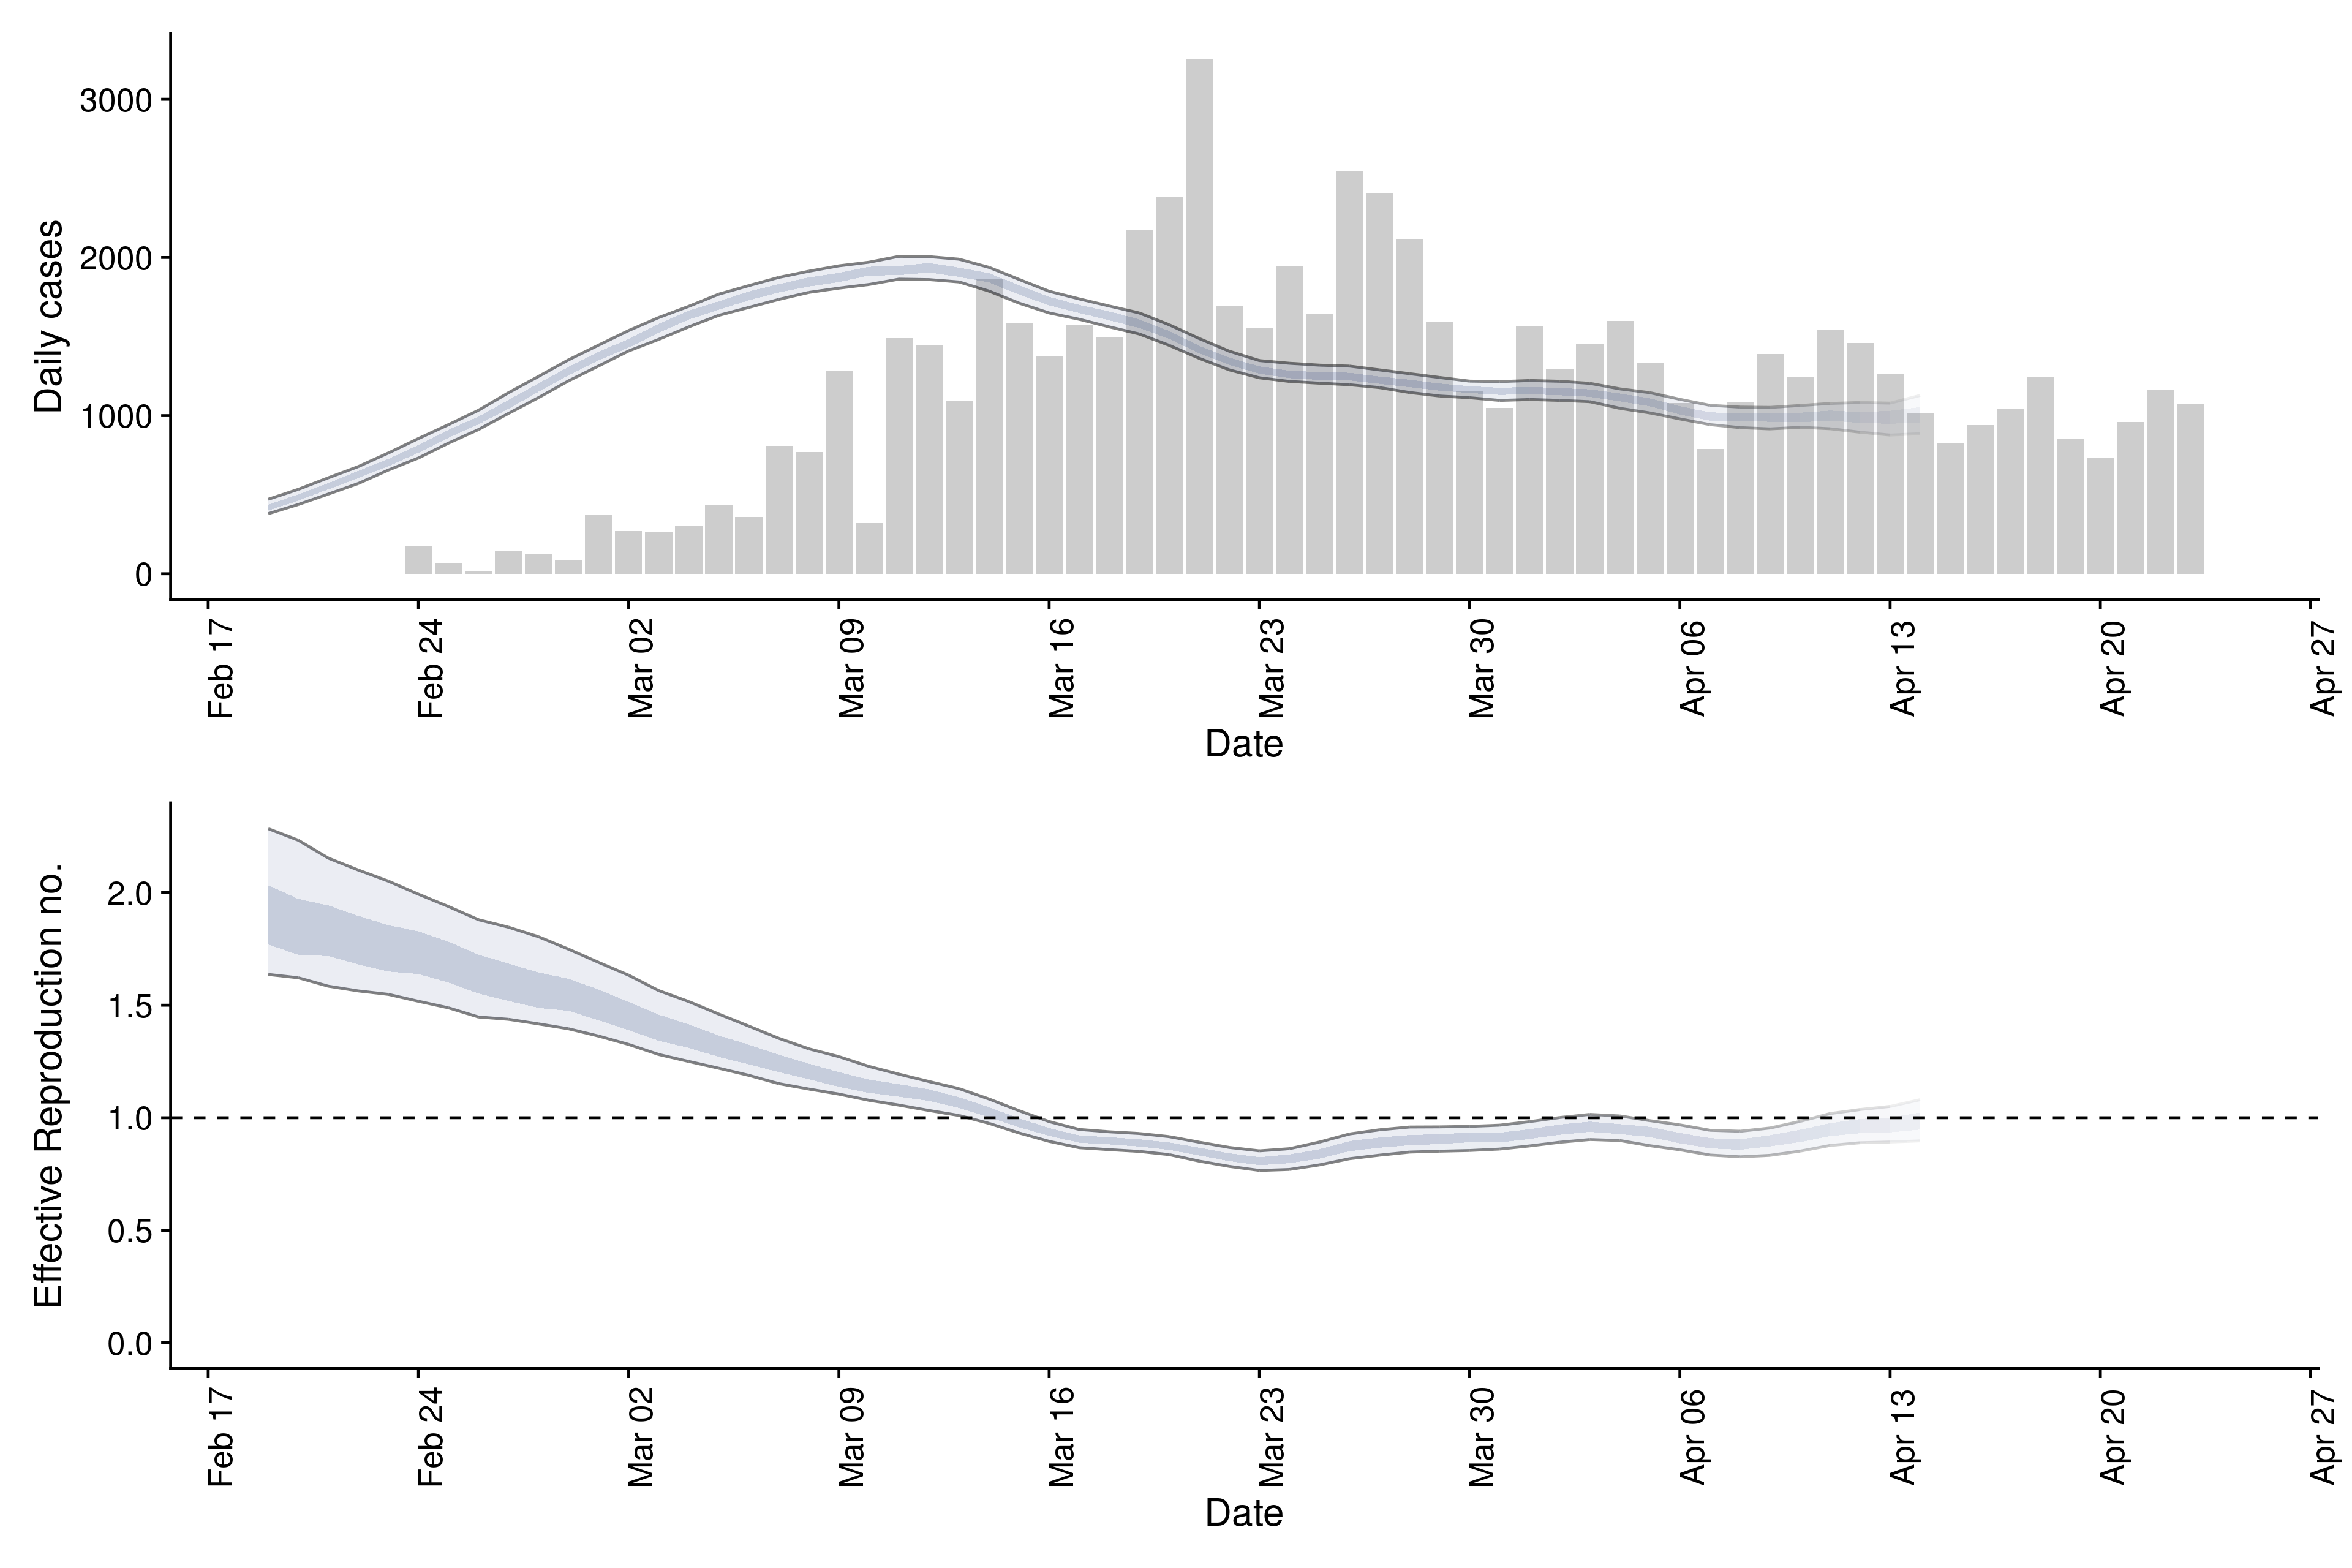 Daily cases
3000
2000
1000
0
Feb 17
Feb 24
Mar 02
Mar 09
Mar 16
Mar 23
Mar 30
Apr 06
Apr 13
Apr 20
Apr 27
Date
Effective Reproduction no.
2.0
1.5
1.0
0.5
0.0
Feb 17
Feb 24
Mar 02
Mar 09
Mar 16
Mar 23
Mar 30
Apr 06
Apr 13
Apr 20
Apr 27
Date